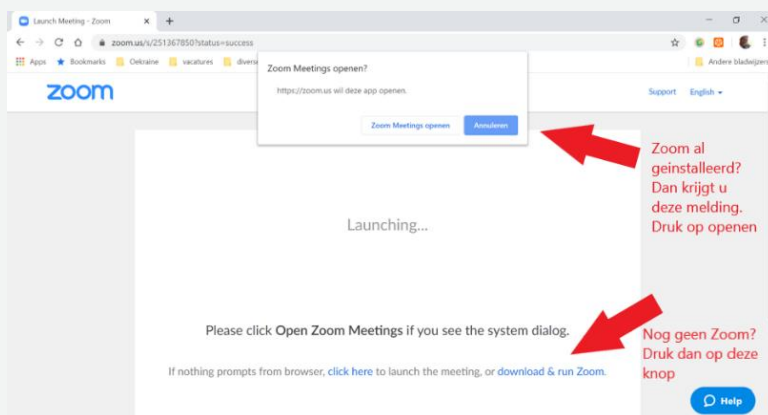 Launch Meeting - Zoom
zoom.us/s/251367850?status=success
Apps Bookmarks Oekraine vacatures Andere bladwijzers
Zoom Meetings openen?
https://zoom.us wil deze app openen.
Zoom Meetings openen Annuleren
zoom
Support English
Zoom al
geinstalleerd?
Dan krijgt u
deze melding.
Druk op openen
Launching...
Please click Open Zoom Meetings if you see the system dialog.
If nothing prompts from browser, click here to launch the meeting, or download & run Zoom.
Nog geen Zoom?
Druk dan op deze
knop
Help